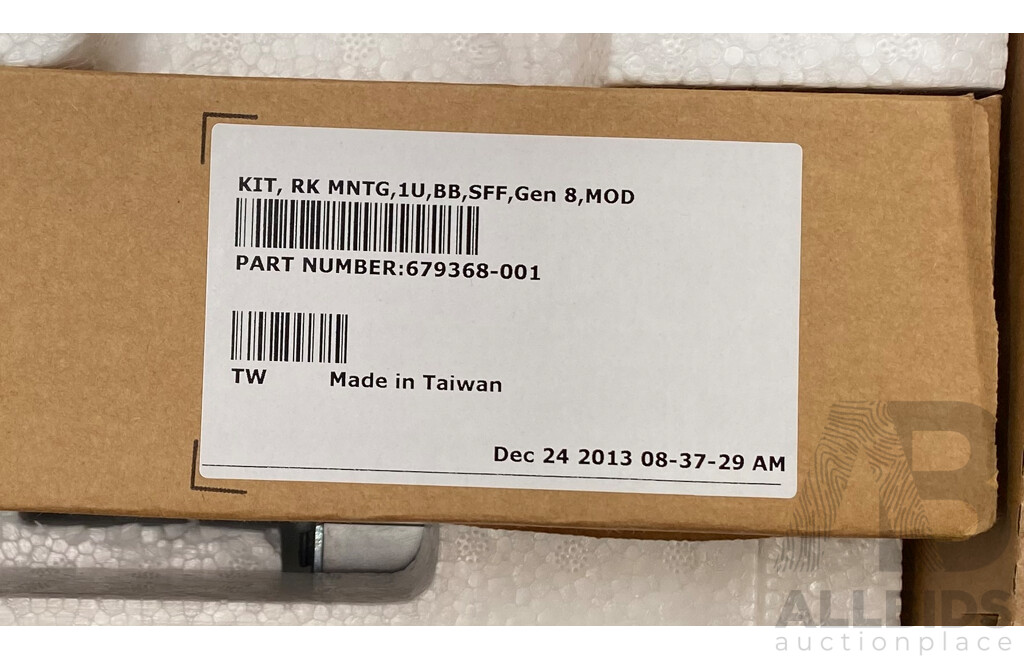 KIT, RK MNTG,1U,BB,SFF,Gen 8,MOD
PART NUMBER:679368-001
TW Made in Taiwan
Dec 24 2013 08-37-29 AM
AB
ALLBIDS
auctionplace